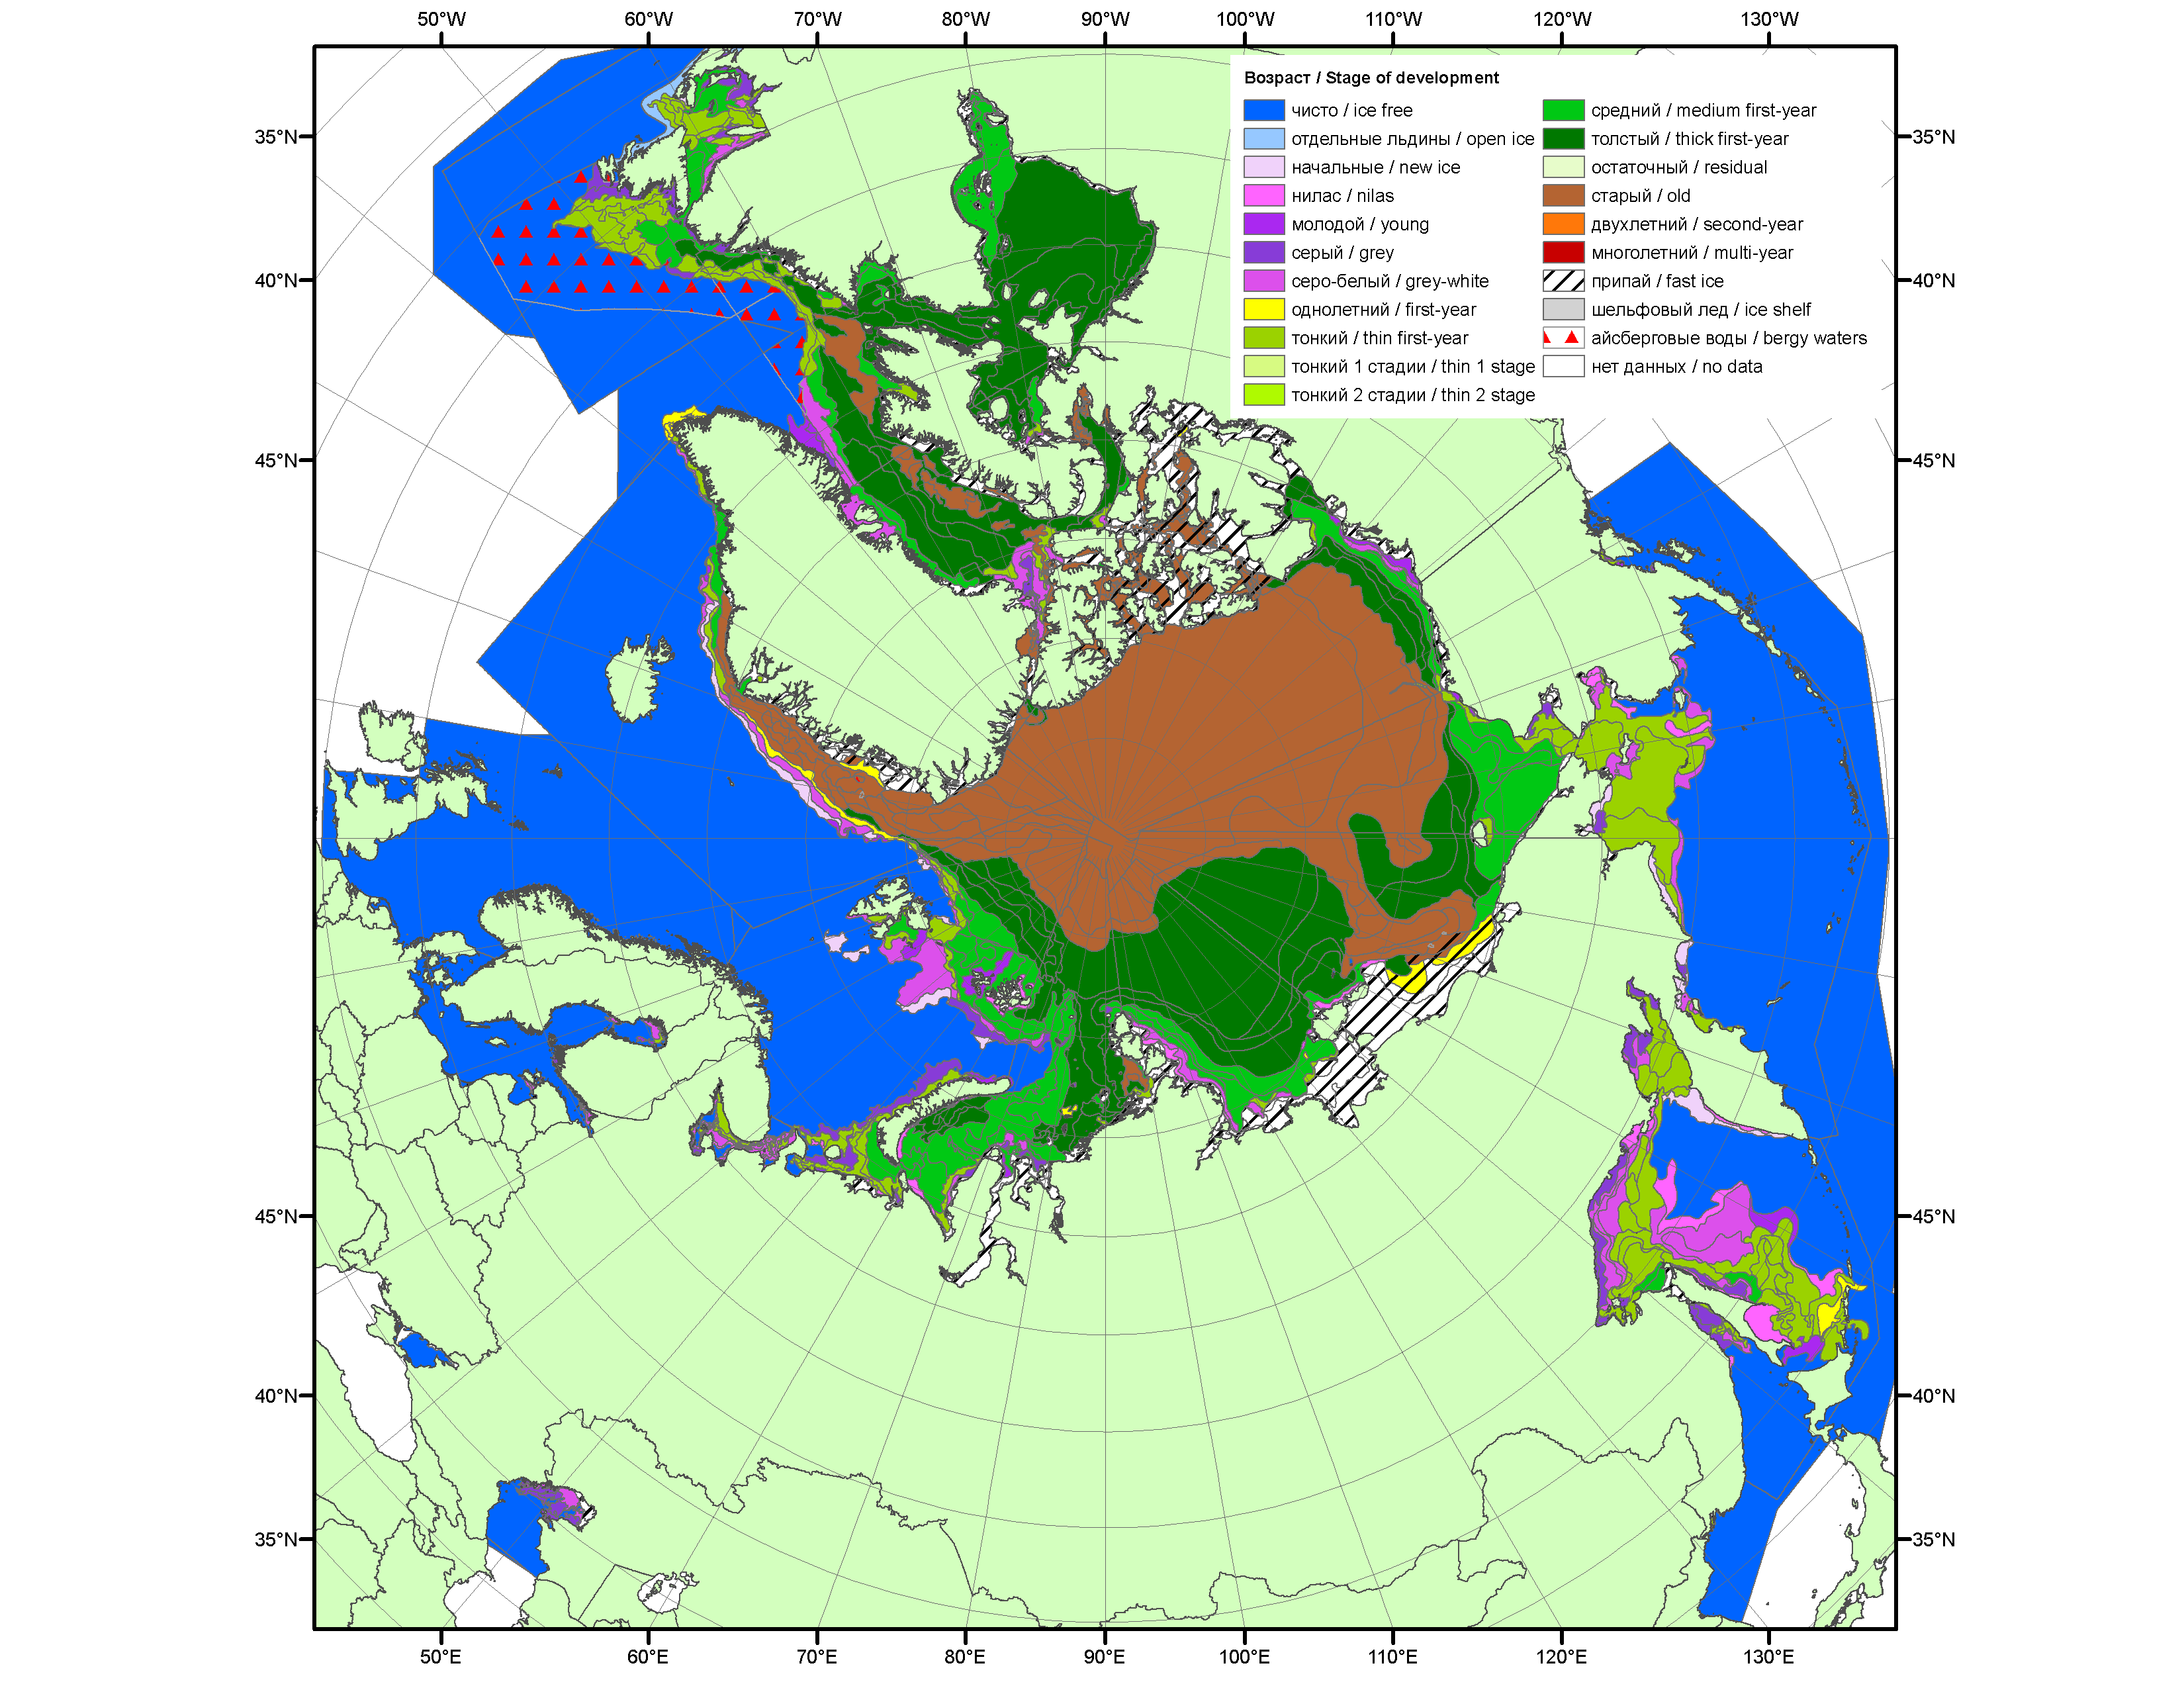 50°W 60°W 70°W 80°W 90°W 100°W 110°W 120°W 130°W
Возраст / Stage of development
чисто / ice free
отдельные льдины / open ice
начальные / new ice
нилас / nilas
молодой / young
серый / grey
серо-белый / grey-white
однолетний / first-year
тонкий / thin first-year
тонкий 1 стадии / thin 1 stage
тонкий 2 стадии / thin 2 stage
средний / medium first-year
толстый / thick first-year
остаточный / residual
старый / old
двухлетний / second-year
многолетний / multi-year
припай / fast ice
шельфовый лед / ice shelf
айсберговые воды / bergy waters
нет данных / no data
35°N 35°N
40°N 40°N
45°N 45°N
45°N 45°N
40°N 40°N
35°N 35°N
50°E 60°E 70°E 80°E 90°E 100°E 110°E 120°E 130°E